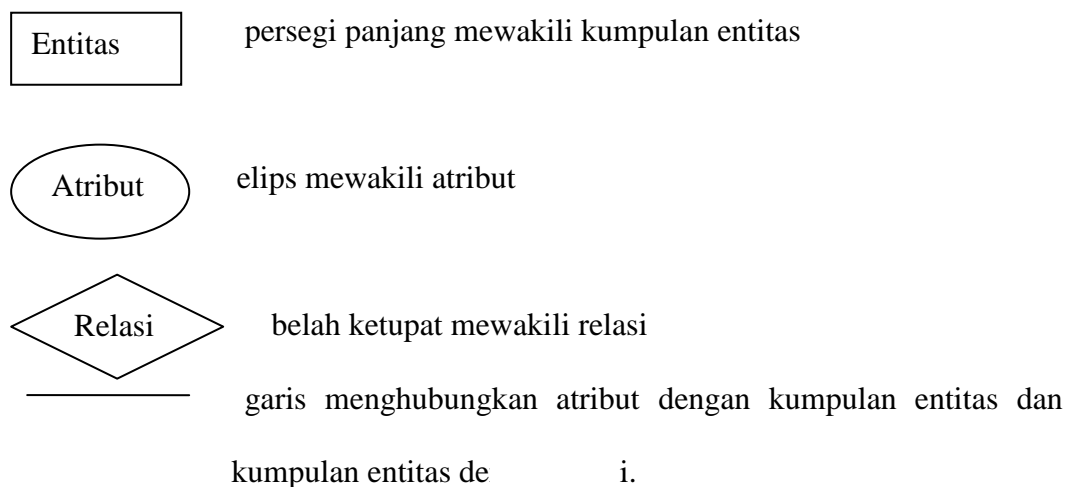 Entitas persegi panjang mewakili kumpulan entitas
Atribut elips mewakili atribut
Relasi belah ketupat mewakili relasi
garis menghubungkan atribut dengan kumpulan entitas dan
kumpulan entitas de i.